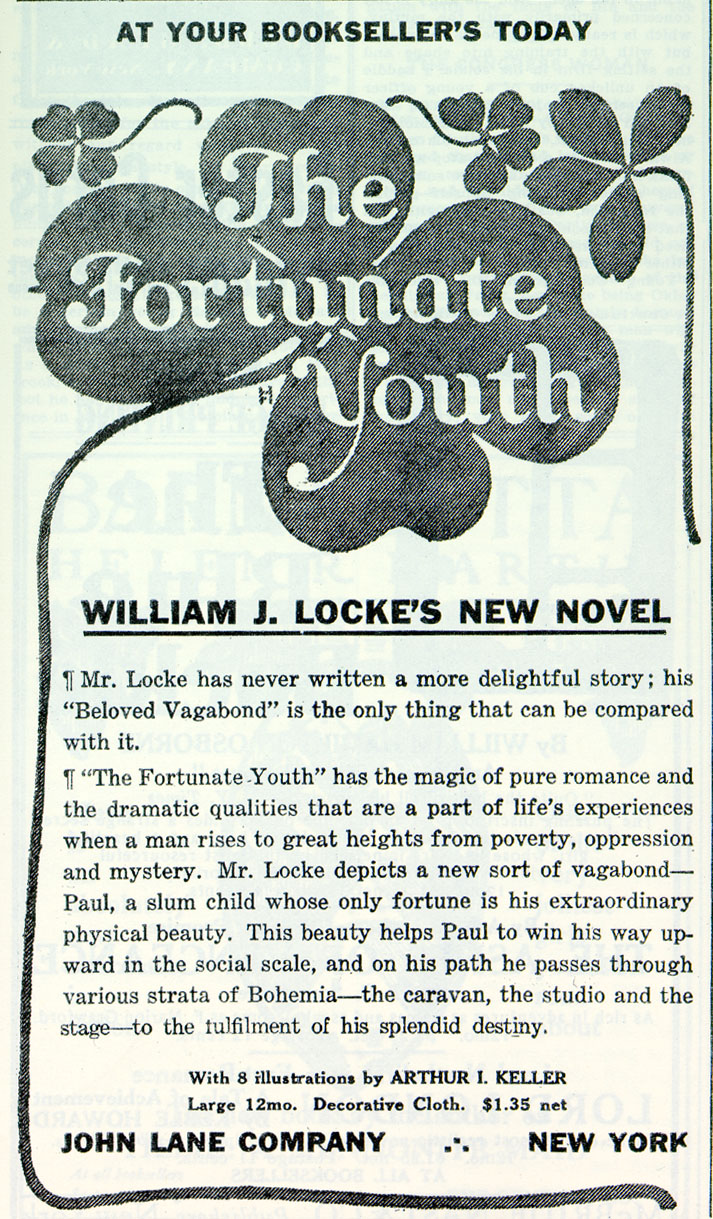 AT YOUR BOOKSELLER'S TODAY
The
Fortunate
Youth
H.
WILLIAM J. LOCKE'S NEW NOVEL
¶ Mr. Locke has never written a more delightful story; his
“Beloved Vagabond” is the only thing that can be compared
with it.
¶ “The Fortunate Youth” has the magic of pure romance and
the dramatic qualities that are a part of life's experiences
when a man rises to great heights from poverty, oppression
and mystery. Mr. Locke depicts a new sort of vagabond—
Paul, a slum child whose only fortune is his extraordinary
physical beauty. This beauty helps Paul to win his way up-
ward in the social scale, and on his path he passes through
various strata of Bohemia—the caravan, the studio and the
stage—to the fulfilment of his splendid destiny.
With 8 illustrations by ARTHUR I. KELLER
Large 12mo. Decorative Cloth. $1.35 net
JOHN LANE COMPANY ∴ NEW YORK